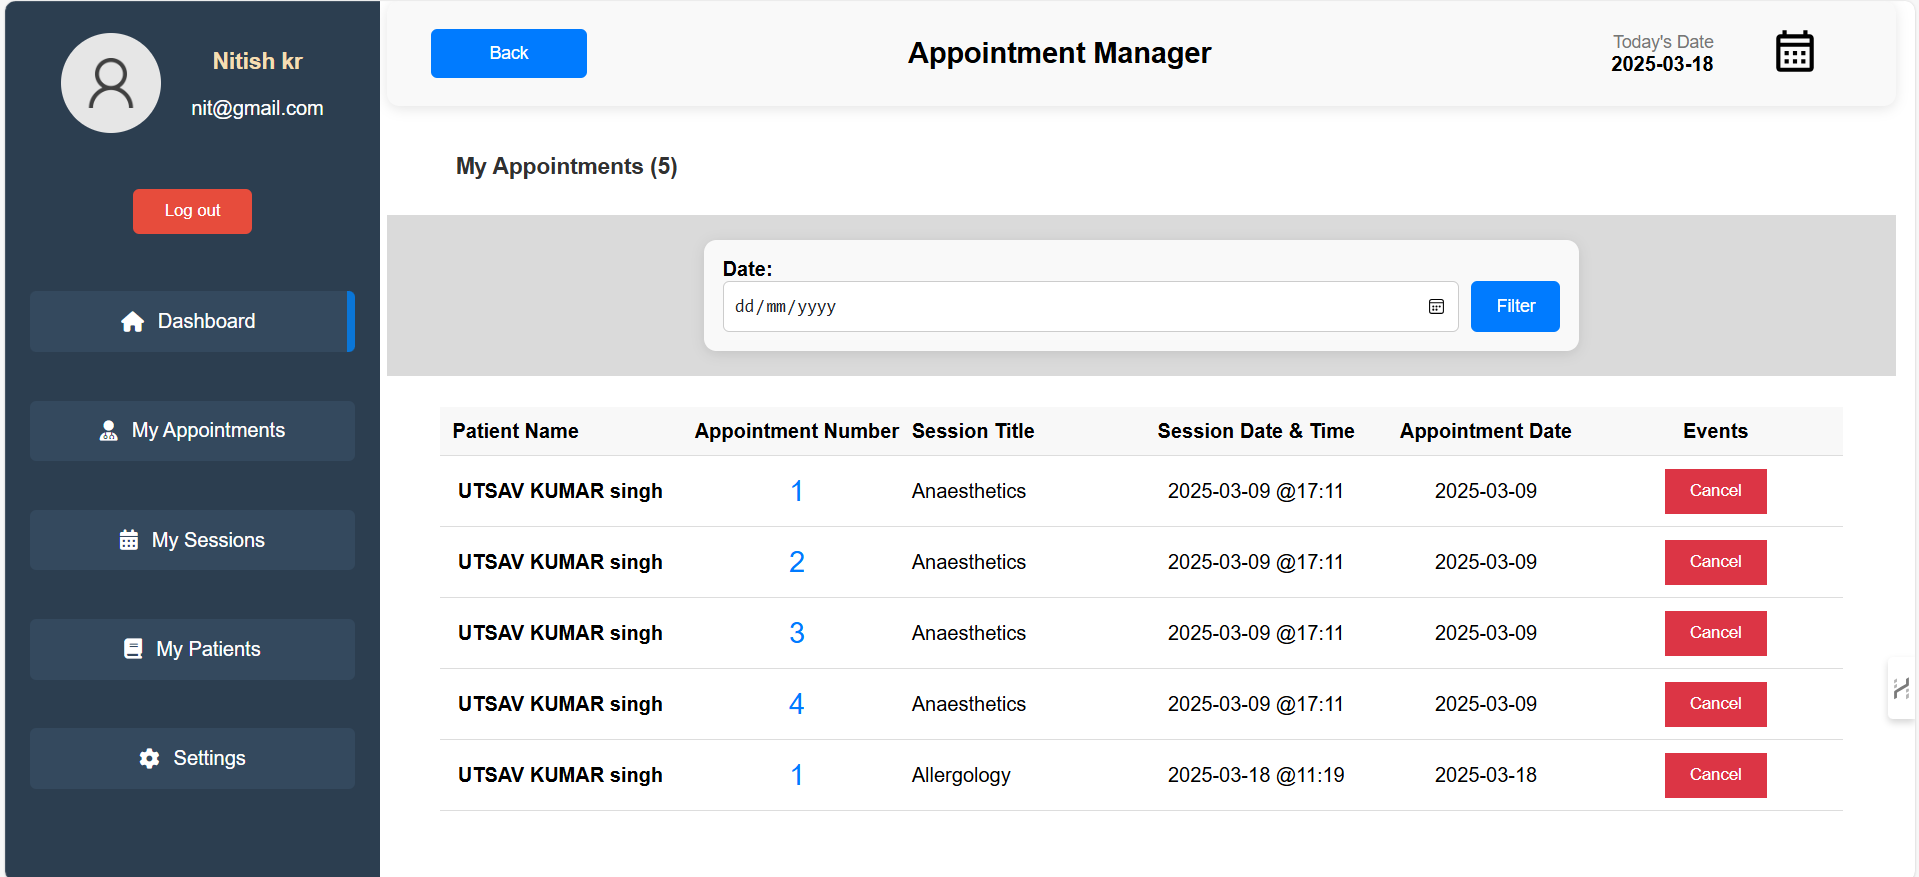 Nitish kr
nit@gmail.com
Log out
Dashboard
My Appointments
My Sessions
My Patients
Settings
Back
Appointment Manager
Today's Date
2025-03-18
My Appointments (5)
Date:
dd/mm/yyyy
Filter
Patient Name Appointment Number Session Title Session Date & Time Appointment Date Events
UTSAV KUMAR singh 1 Anaesthetics 2025-03-09 @17:11 2025-03-09 Cancel
UTSAV KUMAR singh 2 Anaesthetics 2025-03-09 @17:11 2025-03-09 Cancel
UTSAV KUMAR singh 3 Anaesthetics 2025-03-09 @17:11 2025-03-09 Cancel
UTSAV KUMAR singh 4 Anaesthetics 2025-03-09 @17:11 2025-03-09 Cancel
UTSAV KUMAR singh 1 Allergology 2025-03-18 @11:19 2025-03-18 Cancel